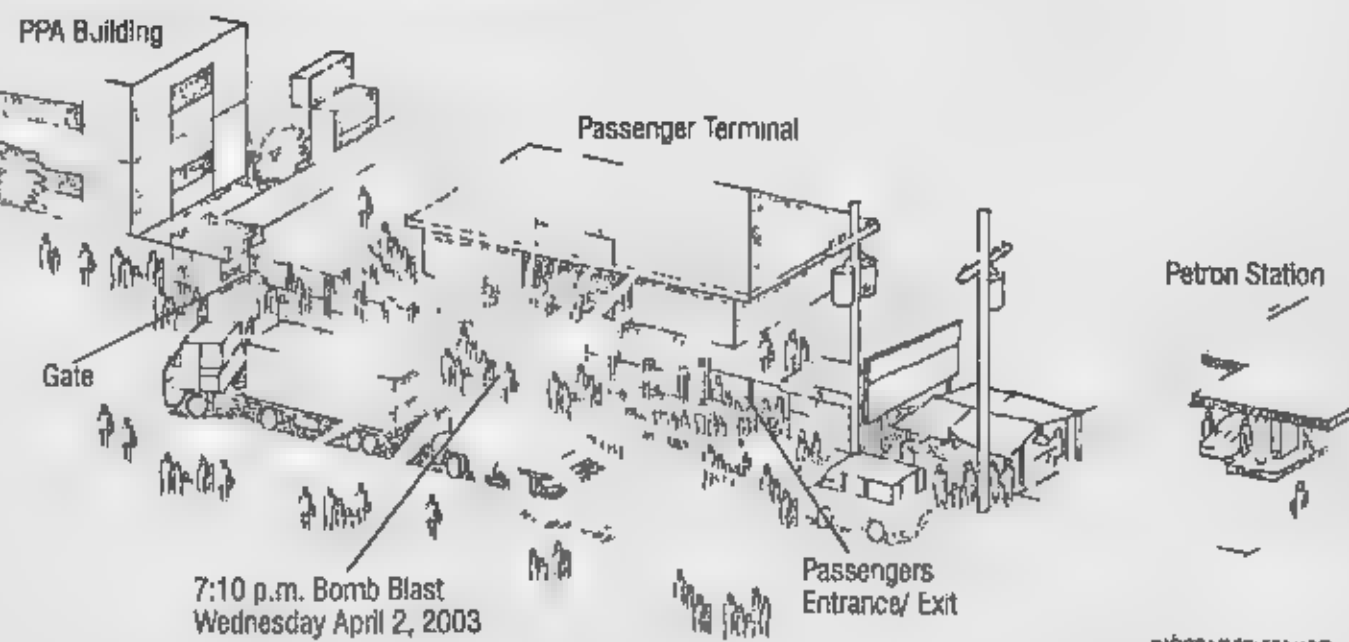 PPA Building
Passenger Terminal
Petron Station
Gate
7:10 p.m. Bomb Blast
Wednesday April 2, 2003
Passengers
Entrance/ Exit